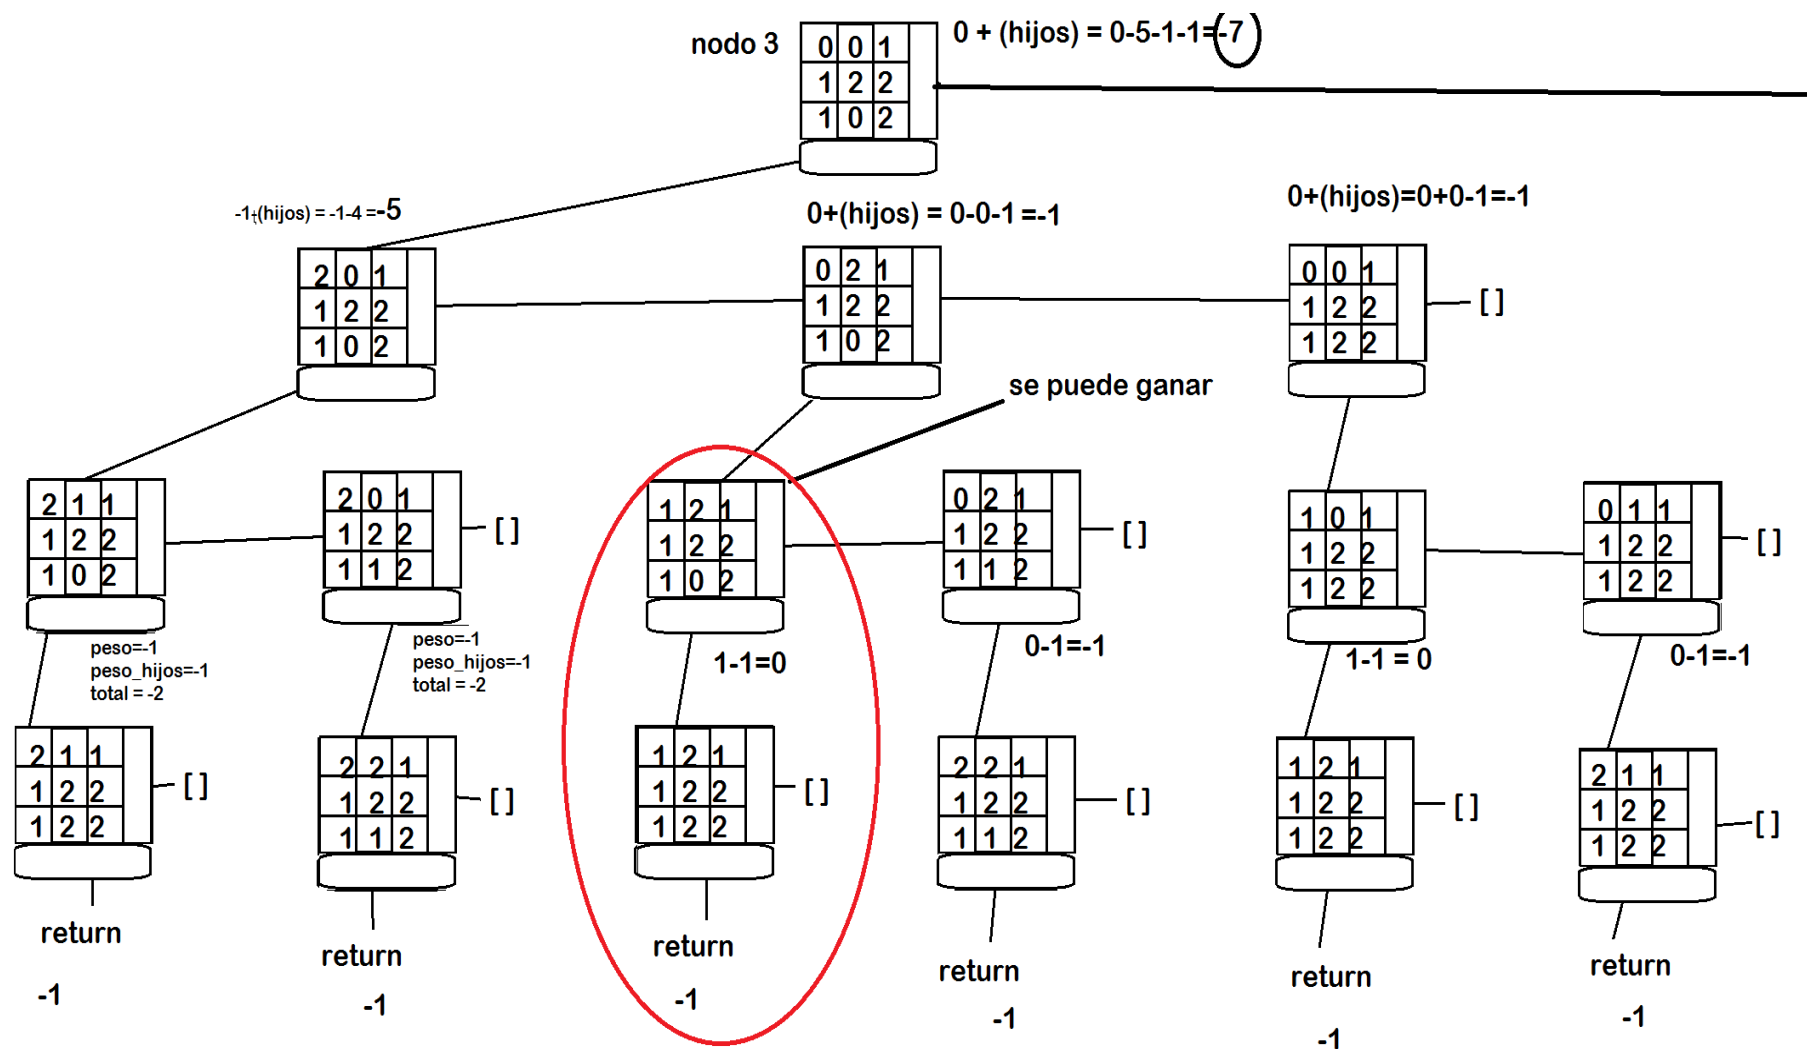 nodo 3
0 + (hijos) = 0-5-1-1=-7
0 0 1
1 2 2
1 0 2
-1+(hijos) = -1-4 =-5
0+(hijos) = 0-0-1 =-1
0+(hijos)=0+0-1=-1
2 0 1
1 2 2
1 0 2
0 2 1
1 2 2
1 0 2
0 0 1
1 2 2
1 2 2
[ ]
se puede ganar
2 1 1
1 2 2
1 0 2
2 0 1
1 2 2
1 1 2
[ ]
1 2 1
1 2 2
1 0 2
0 2 1
1 2 2
1 1 2
[ ]
1 0 1
1 2 2
1 2 2
0 1 1
1 2 2
1 2 2
[ ]
peso=-1
peso_hijos=-1
total = -2
peso=-1
peso_hijos=-1
total = -2
1-1=0
0-1=-1
1-1 = 0
0-1=-1
2 1 1
1 2 2
1 2 2
[ ]
2 2 1
1 2 2
1 1 2
[ ]
1 2 1
1 2 2
1 2 2
[ ]
2 2 1
1 2 2
1 1 2
[ ]
1 2 1
1 2 2
1 2 2
[ ]
2 1 1
1 2 2
1 2 2
[ ]
return
-1
return
-1
return
-1
return
-1
return
-1
return
-1